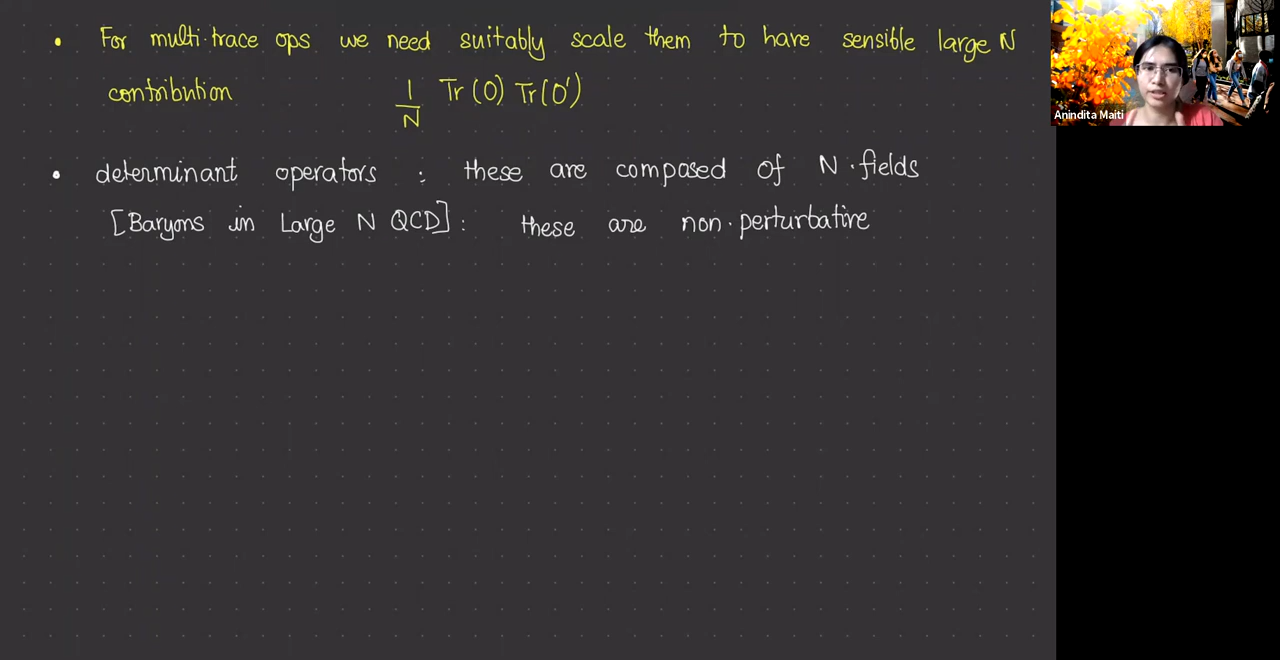 • For multi-trace ops we need suitably scale them to have sensible large N
contribution 1/N Tr(O) Tr(O')
• determinant operators : these are composed of N-fields
[Baryons in Large N QCD] : these are non-perturbative
Anindita Maiti